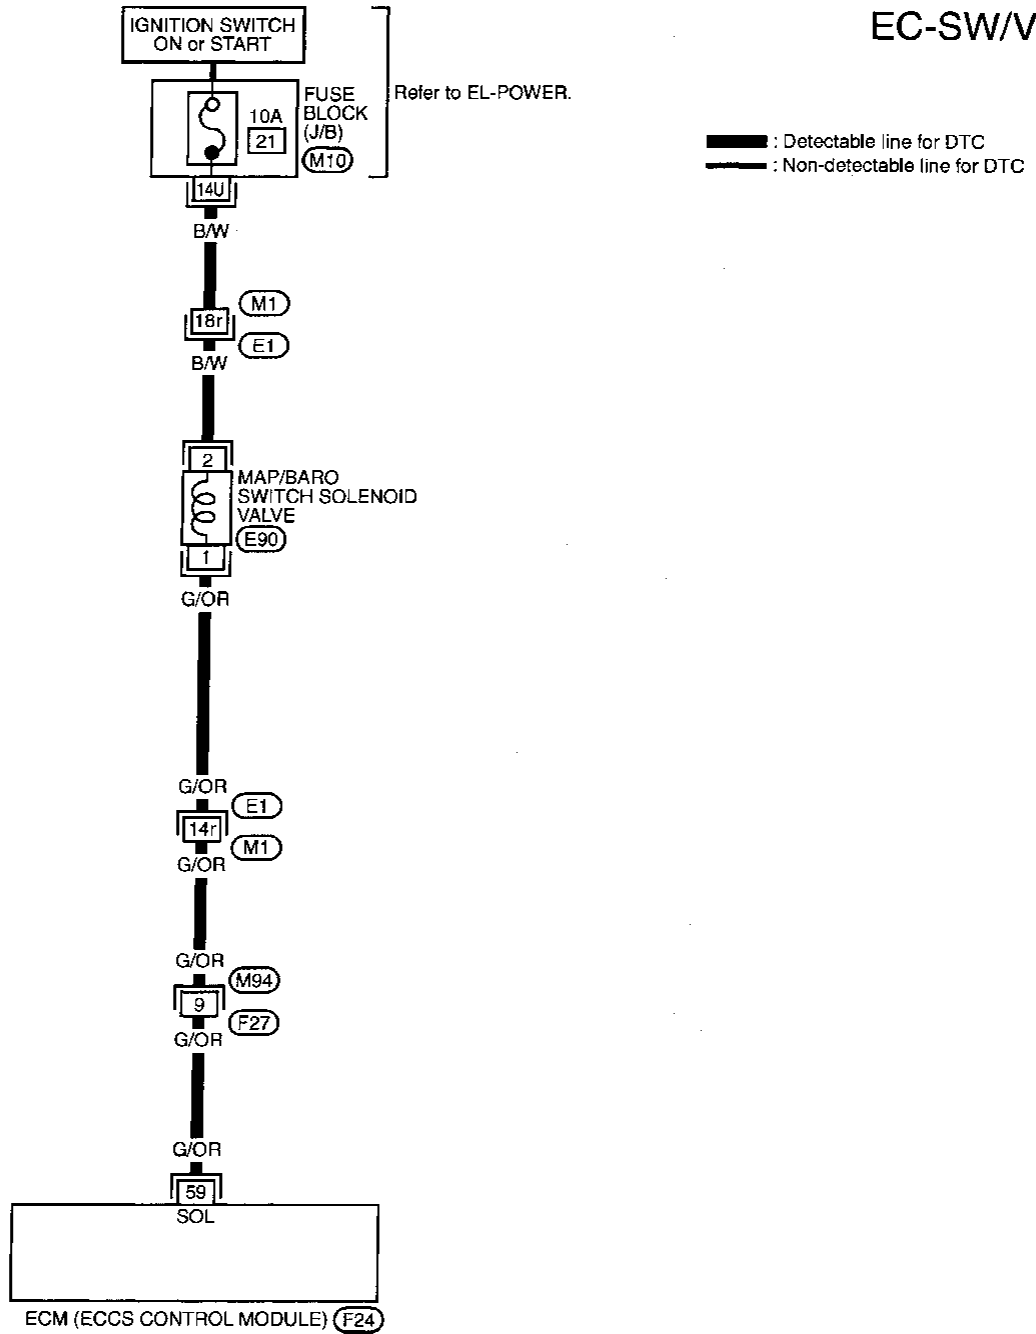 EC-SW/V
IGNITION SWITCH
ON or START
FUSE
BLOCK
(J/B)
M10
10A
21
Refer to EL-POWER.
: Detectable line for DTC
: Non-detectable line for DTC
14U
B/W
M1
18r
E1
B/W
2
MAP/BARO
SWITCH SOLENOID
VALVE
E90
1
G/OR
G/OR
E1
14r
M1
G/OR
G/OR
M94
9
F27
G/OR
G/OR
59
SOL
ECM (ECCS CONTROL MODULE) F24